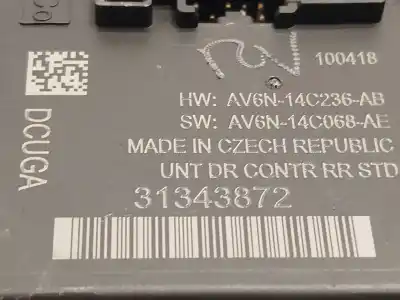 Co
100418
HW: AV6N-14C236-AB
SW: AV6N-14C068-AE
MADE IN CZECH REPUBLIC
UNT DR CONTR RR STD
31343872
DCUGA